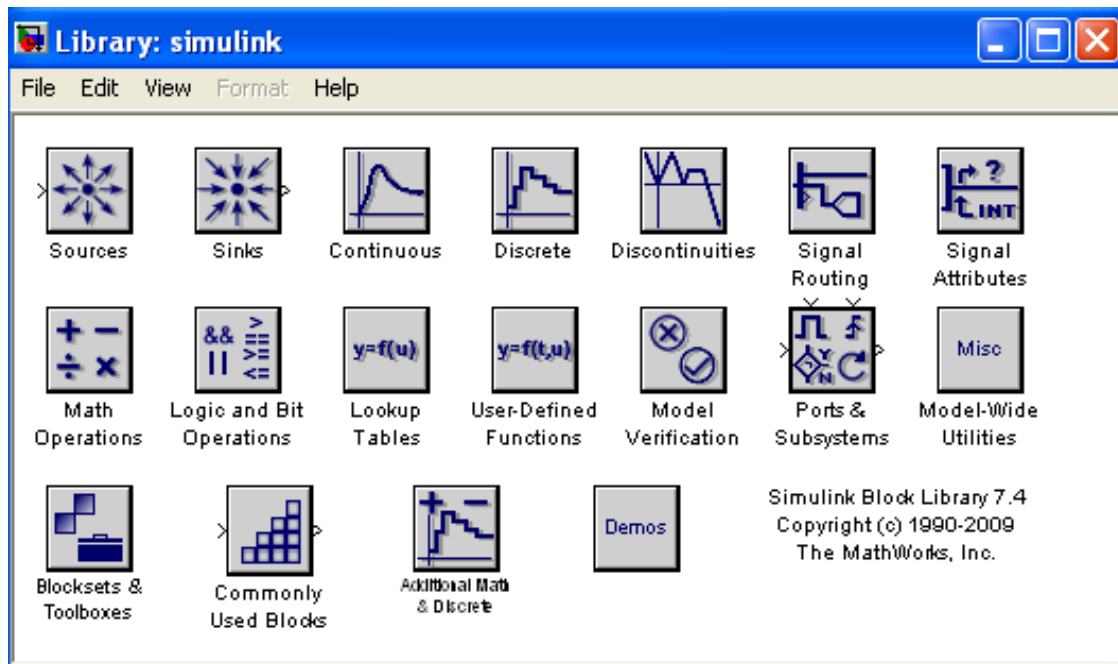 Library: simulink
File Edit View Format Help
Sources Sinks Continuous Discrete Discontinuities Signal Routing Signal Attributes
+ − ÷ × && || > == >= <= y=f(u) y=f(t,u) Y N Misc ? INT
Math Operations Logic and Bit Operations Lookup Tables User-Defined Functions Model Verification Ports & Subsystems Model-Wide Utilities
Demos
Simulink Block Library 7.4
Copyright (c) 1990-2009
The MathWorks, Inc.
Blocksets & Toolboxes
Commonly Used Blocks
Additional Math & Discrete